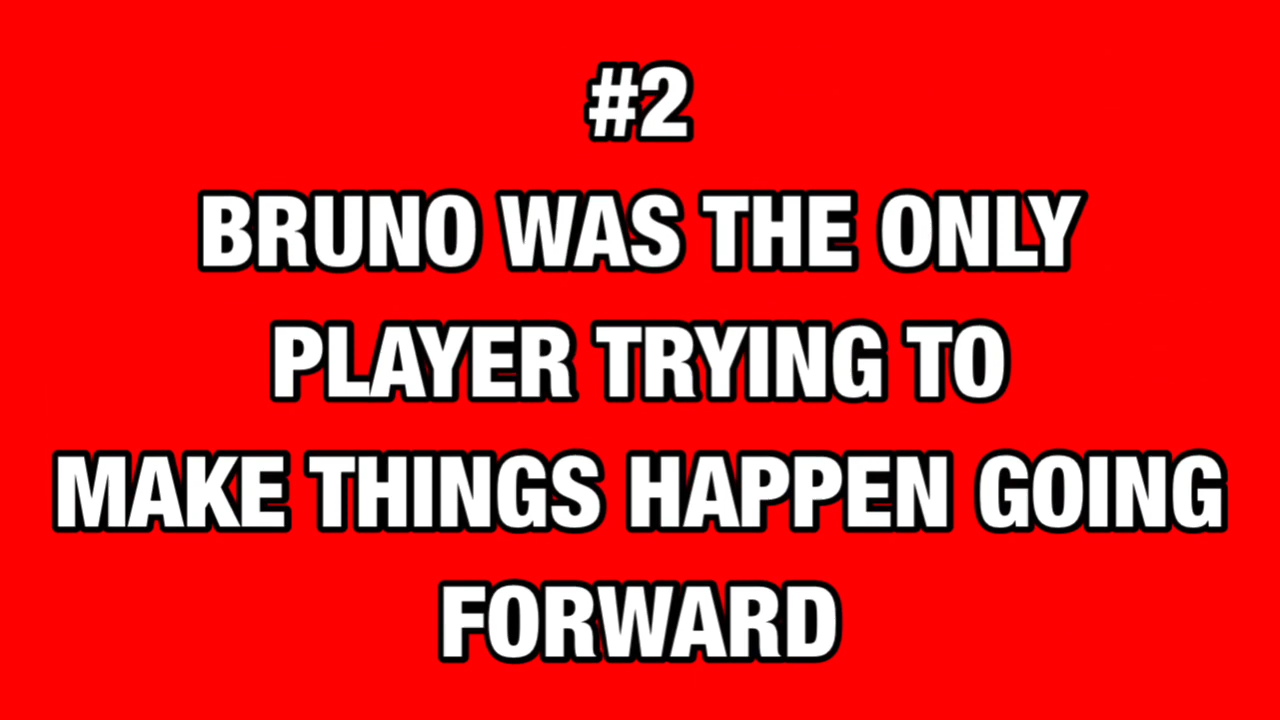 #2
BRUNO WAS THE ONLY
PLAYER TRYING TO
MAKE THINGS HAPPEN GOING
FORWARD